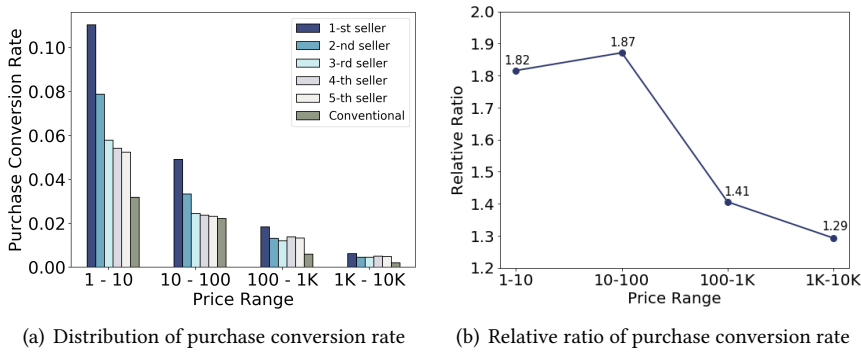 Purchase Conversion Rate
0.10
0.08
0.06
0.04
0.02
0.00
1-st seller
2-nd seller
3-rd seller
4-th seller
5-th seller
Conventional
1 - 10
10 - 100
100 - 1K
1K - 10K
Price Range
(a) Distribution of purchase conversion rate
Relative Ratio
2.0
1.9
1.8
1.7
1.6
1.5
1.4
1.3
1.2
1.82
1.87
1.41
1.29
1-10
10-100
100-1K
1K-10K
Price Range
(b) Relative ratio of purchase conversion rate